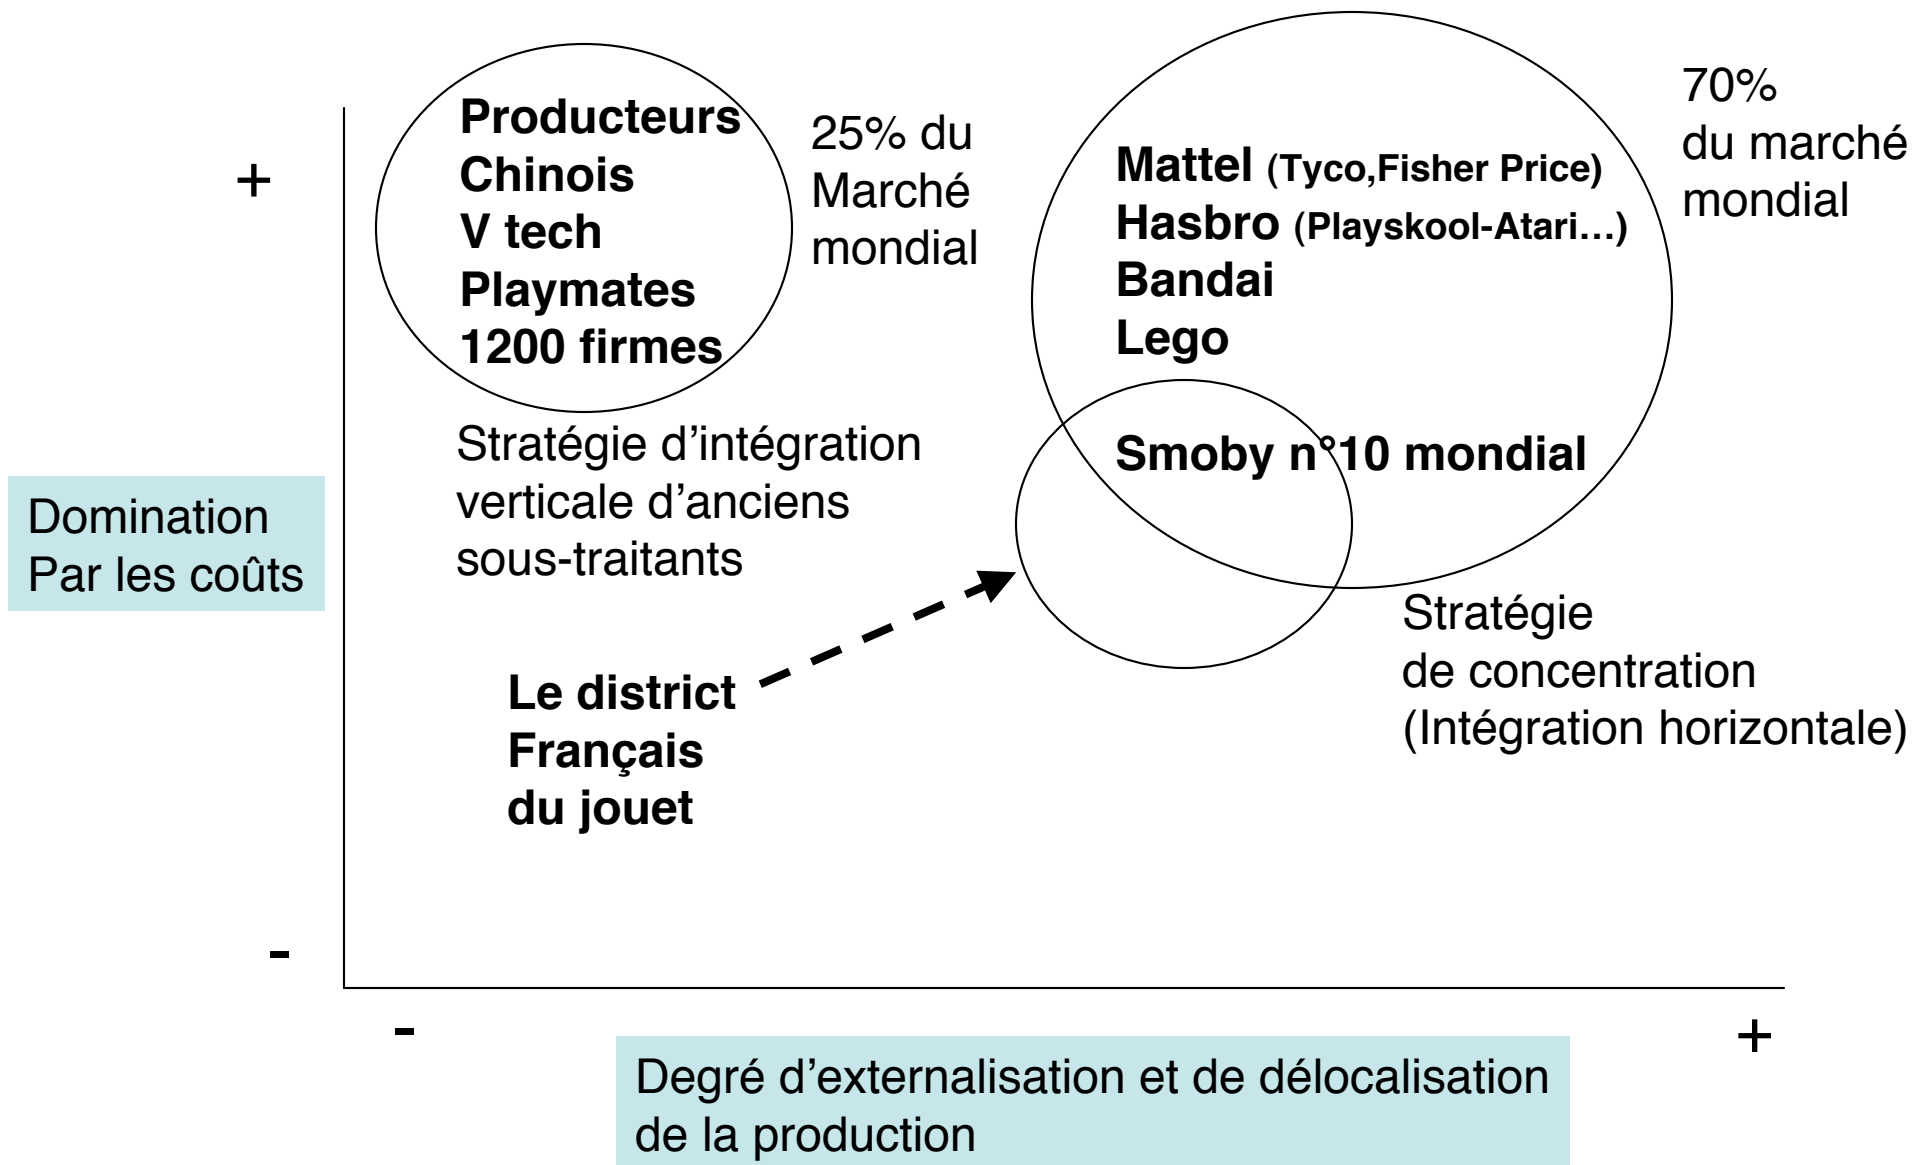 +
Producteurs
Chinois
V tech
Playmates
1200 firmes
25% du
Marché
mondial
Mattel (Tyco,Fisher Price)
Hasbro (Playskool-Atari…)
Bandai
Lego
70%
du marché
mondial
Smoby n°10 mondial
Stratégie d’intégration
verticale d’anciens
sous-traitants
Domination
Par les coûts
Stratégie
de concentration
(Intégration horizontale)
Le district
Français
du jouet
-
-
+
Degré d’externalisation et de délocalisation
de la production